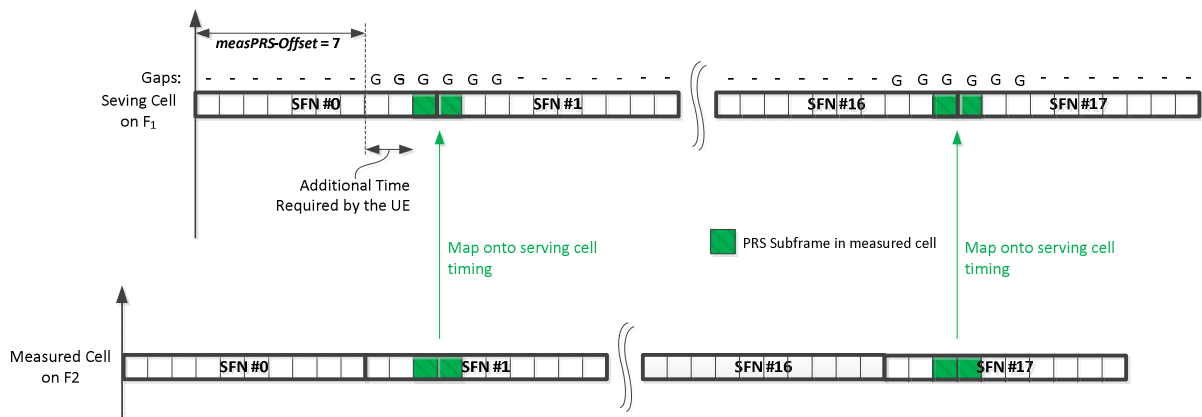 measPRS-Offset = 7
Gaps: - - - - - - - G G G G G - - - - - - - - - - - - - - - G G G G G G - - - - - - -
Seving Cell
on F1
SFN #0
SFN #1
SFN #16
SFN #17
Additional Time
Required by the UE
Map onto serving cell
timing
PRS Subframe in measured cell
Map onto serving cell
timing
Measured Cell
on F2
SFN #0
SFN #1
SFN #16
SFN #17